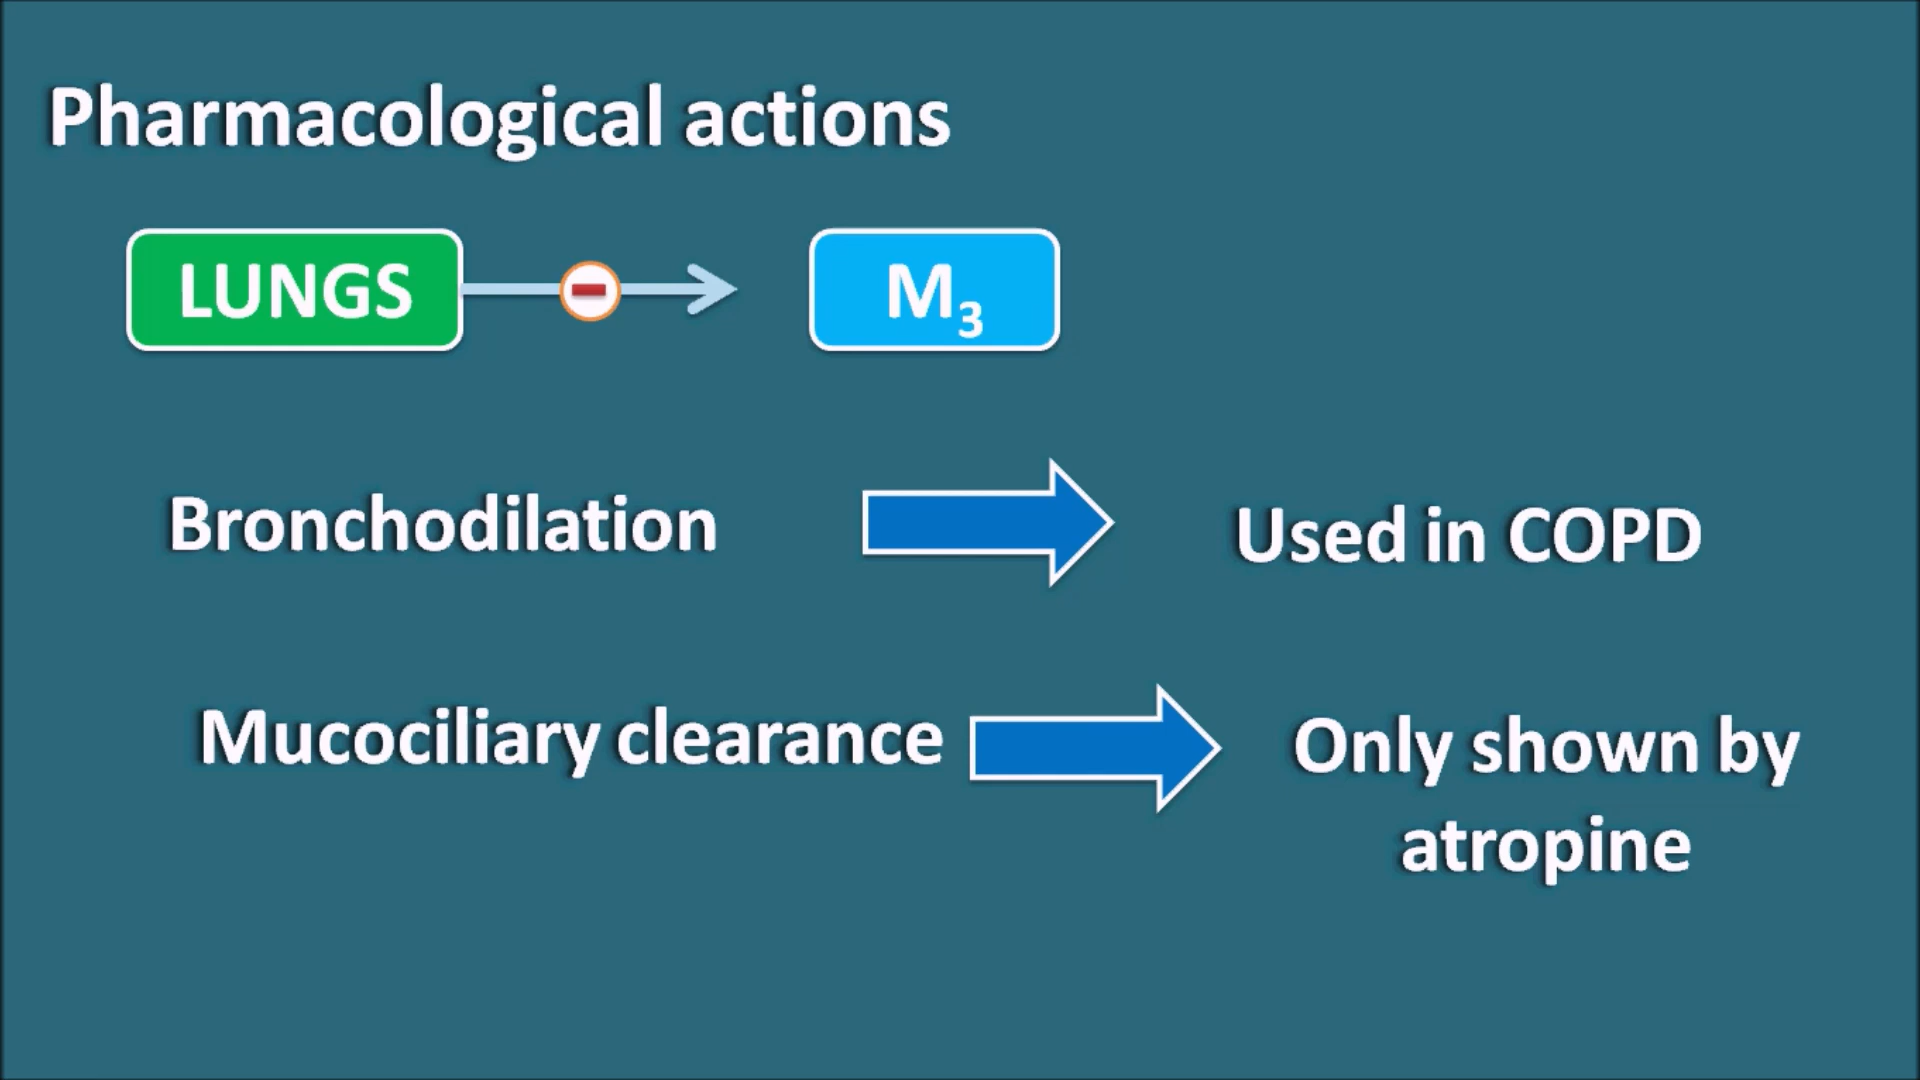 Pharmacological actions
LUNGS
M₃
Bronchodilation
Used in COPD
Mucociliary clearance
Only shown by
atropine